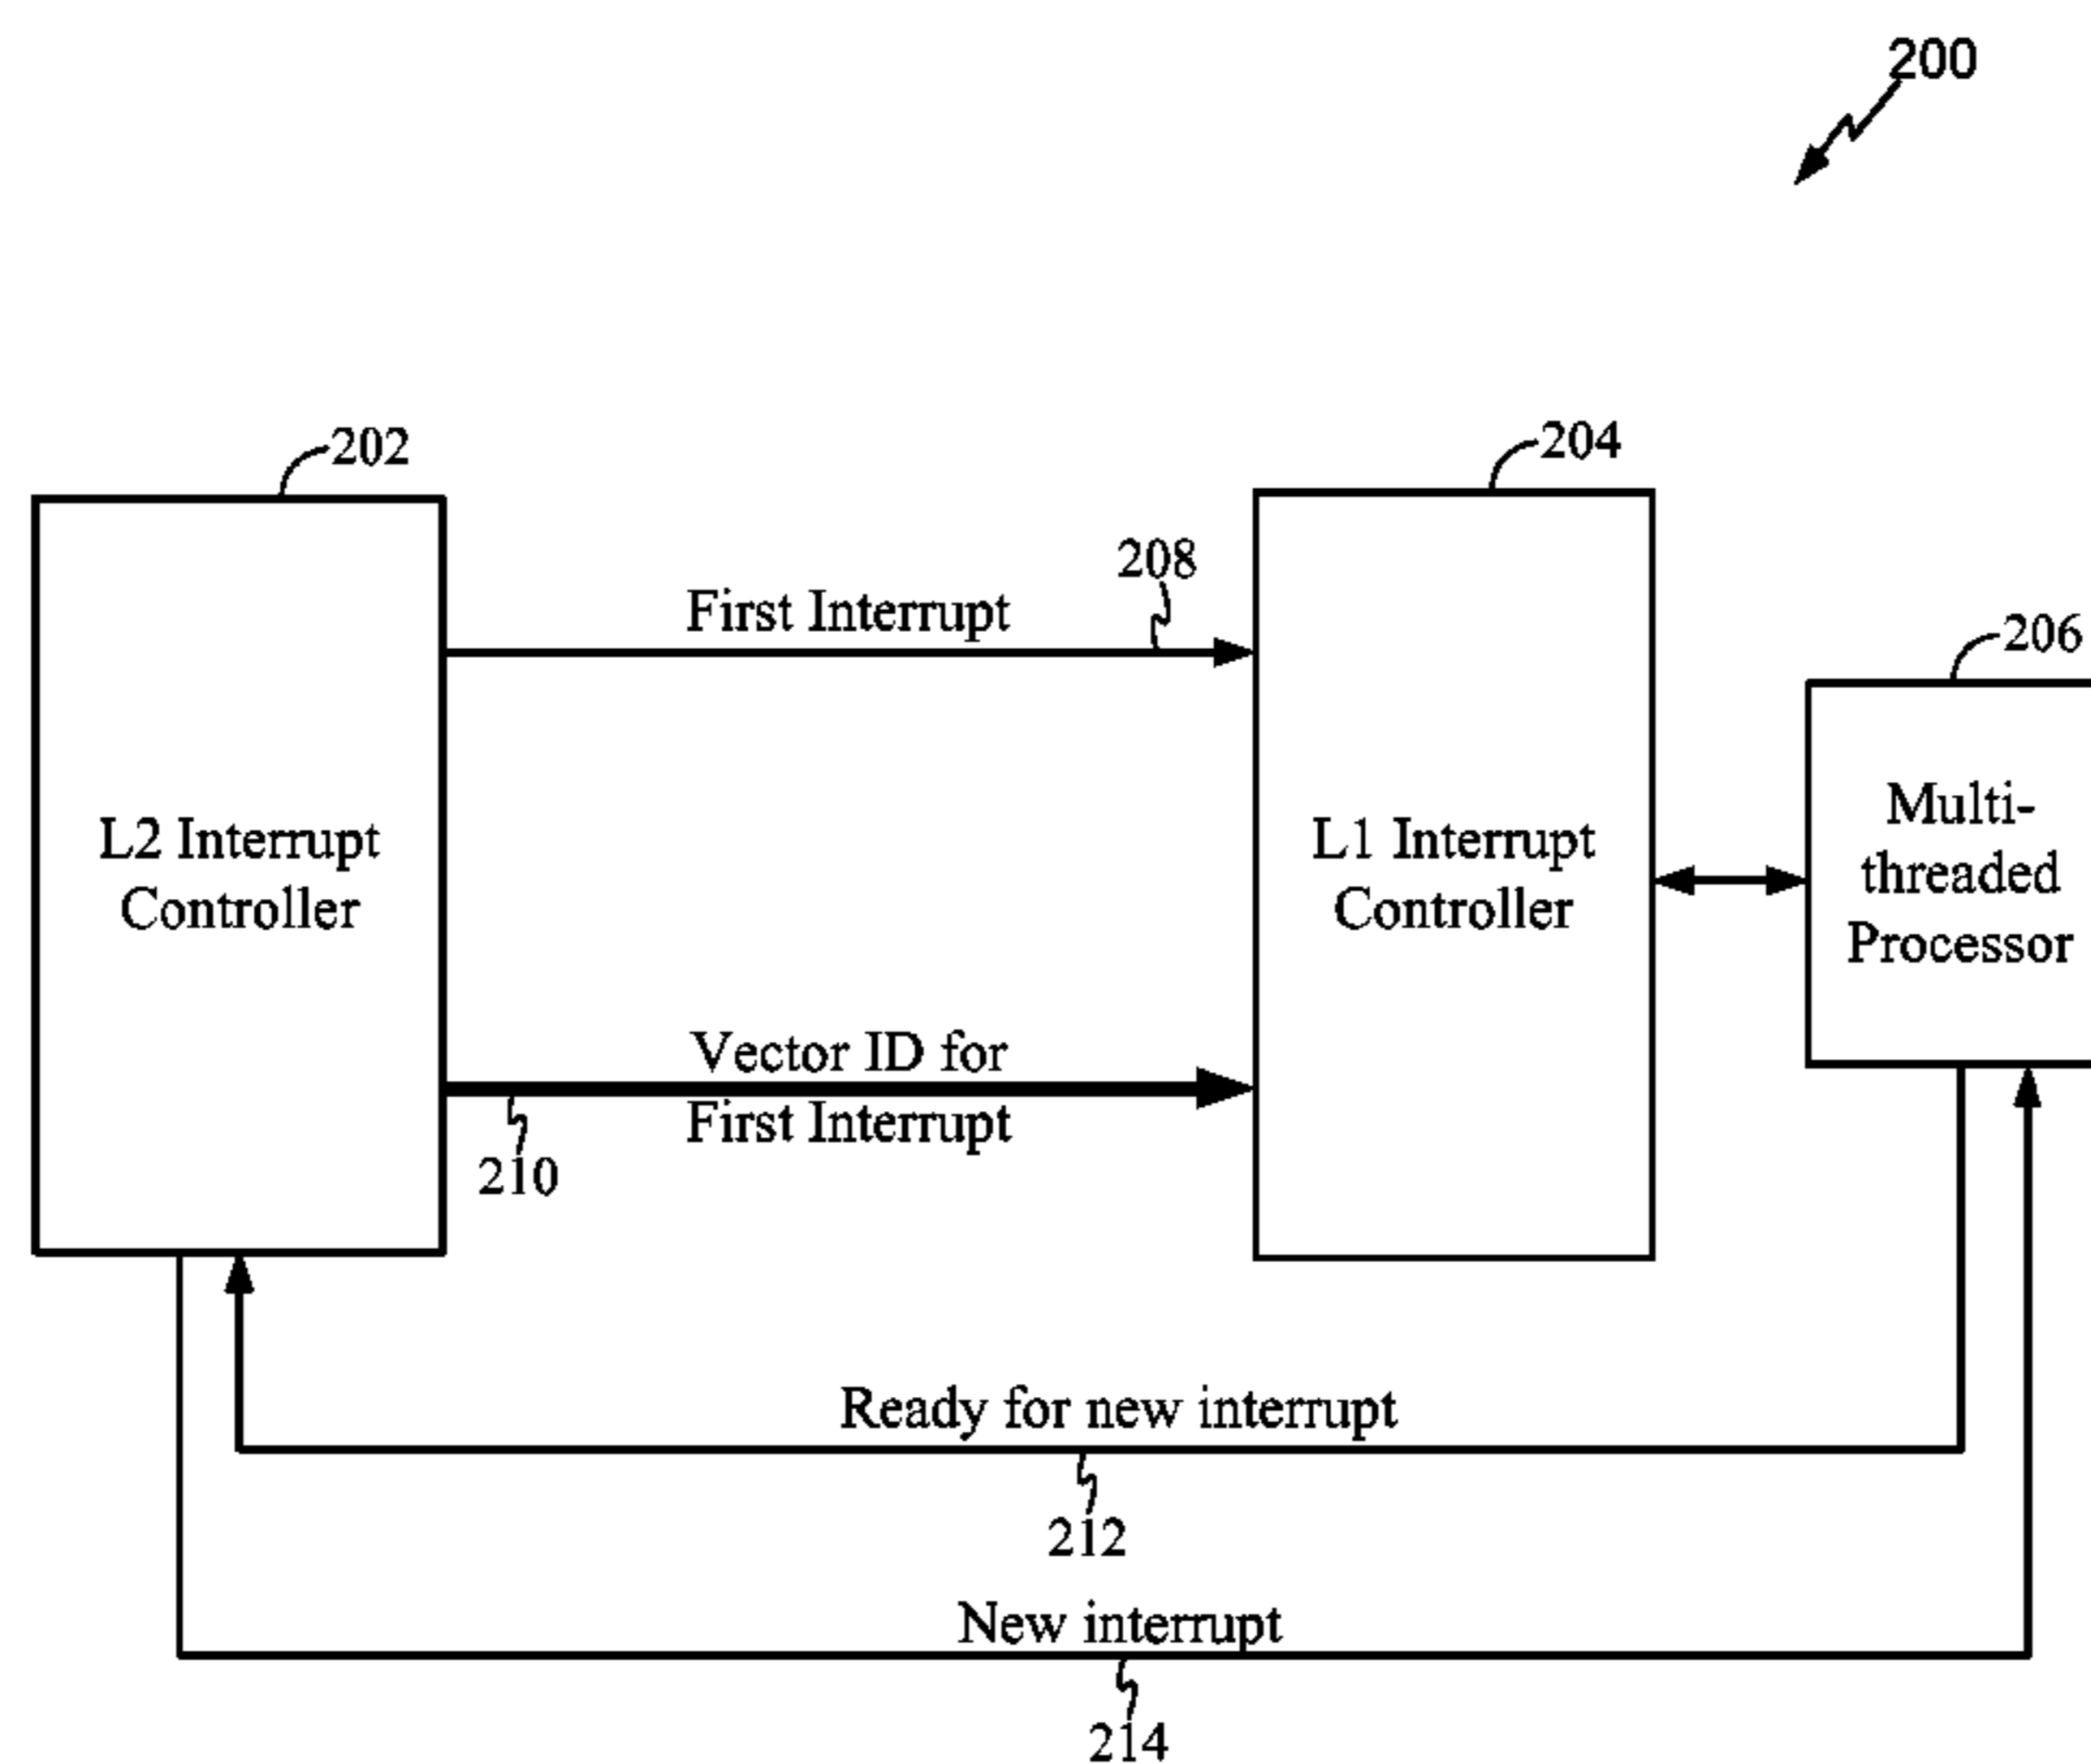 200
202
204
208
First Interrupt
206
L2 Interrupt
Controller
L1 Interrupt
Controller
Multi-
threaded
Processor
Vector ID for
First Interrupt
210
Ready for new interrupt
212
New interrupt
214